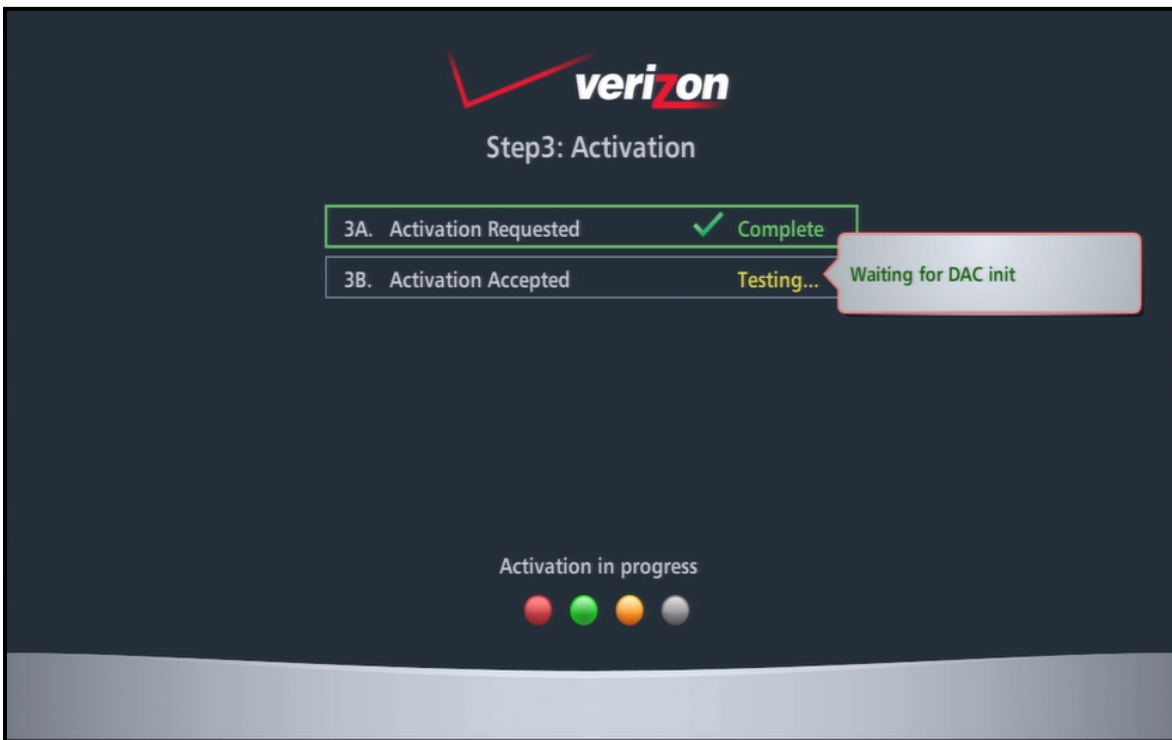 verizon
Step3: Activation
3A. Activation Requested Complete
3B. Activation Accepted Testing... Waiting for DAC init
Activation in progress